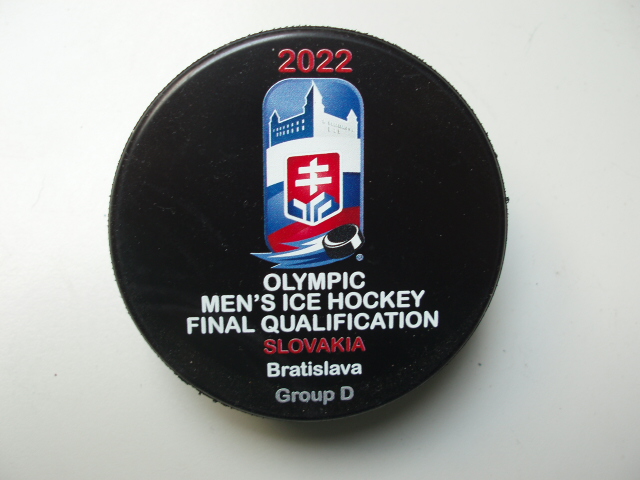 2022
OLYMPIC
MEN'S ICE HOCKEY
FINAL QUALIFICATION
SLOVAKIA
Bratislava
Group D